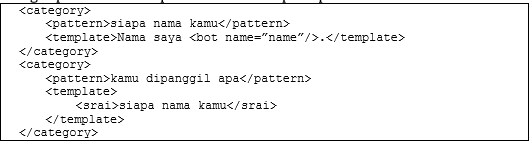 <category>
<pattern>siapa nama kamu</pattern>
<template>Nama saya <bot name=”name”/>.</template>
</category>
<category>
<pattern>kamu dipanggil apa</pattern>
<template>
<srai>siapa nama kamu</srai>
</template>
</category>